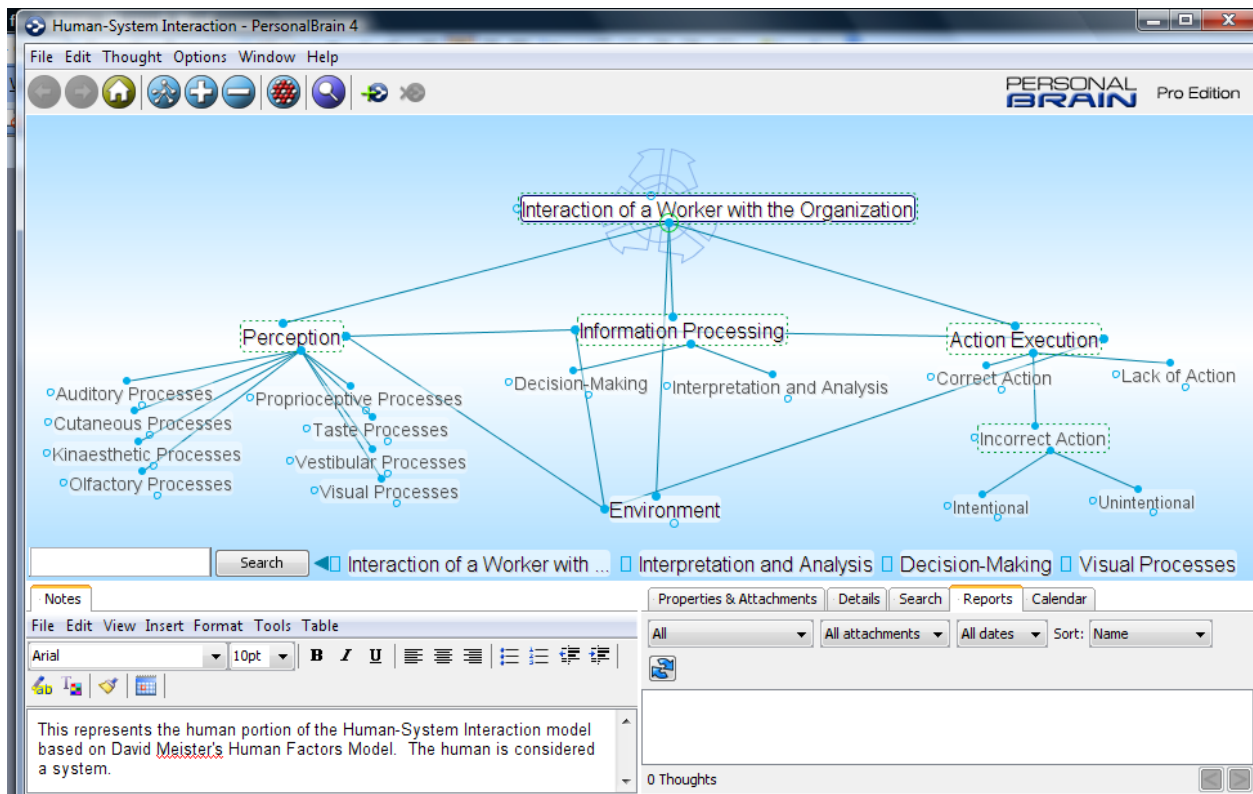 Human-System Interaction - PersonalBrain 4
File Edit Thought Options Window Help
PERSONAL BRAIN Pro Edition
Interaction of a Worker with the Organization
Perception
Information Processing
Action Execution
Auditory Processes
Cutaneous Processes
Kinaesthetic Processes
Olfactory Processes
Proprioceptive Processes
Taste Processes
Vestibular Processes
Visual Processes
Decision-Making
Interpretation and Analysis
Correct Action
Lack of Action
Incorrect Action
Intentional
Unintentional
Environment
Search
Interaction of a Worker with ... Interpretation and Analysis Decision-Making Visual Processes
Notes
File Edit View Insert Format Tools Table
Arial 10pt B I U
ab T
This represents the human portion of the Human-System Interaction model
based on David Meister's Human Factors Model. The human is considered
a system.
Properties & Attachments Details Search Reports Calendar
All All attachments All dates Sort: Name
0 Thoughts